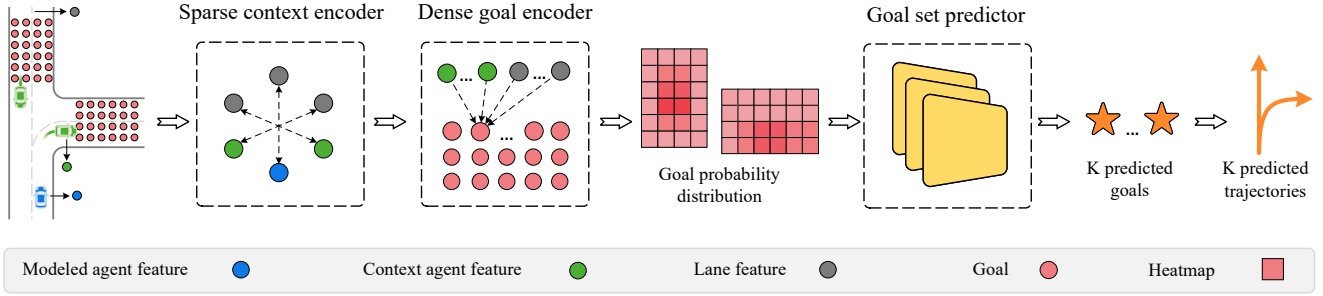 Sparse context encoder
Dense goal encoder
Goal set predictor
...
...
...
Goal probability
distribution
...
K predicted
goals
K predicted
trajectories
Modeled agent feature
Context agent feature
Lane feature
Goal
Heatmap